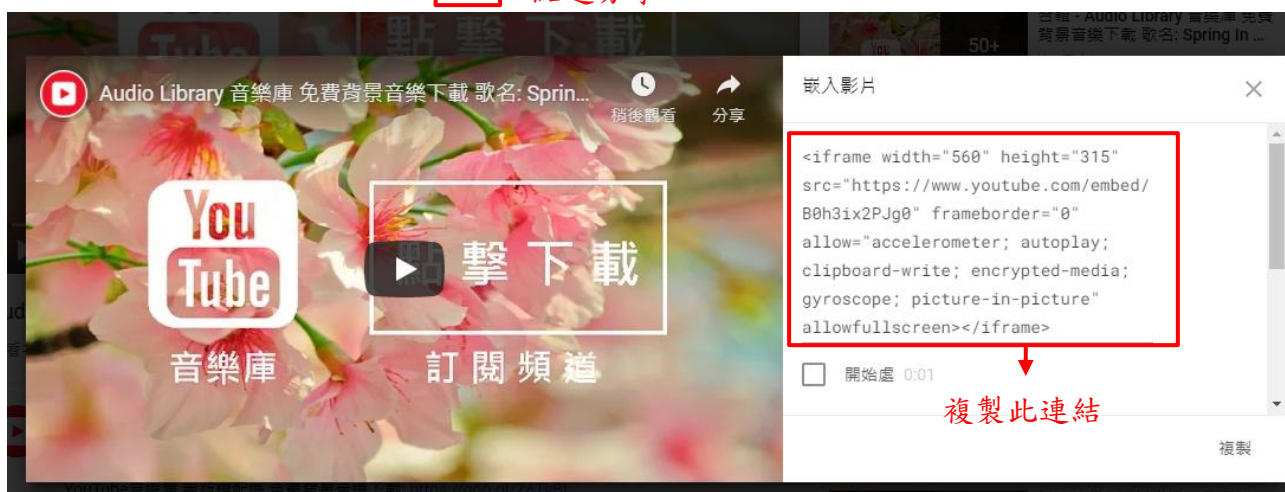 合輯 - Audio Library 音樂庫 免費
背景音樂下載 歌名: Spring In ...
50+
Audio Library 音樂庫 免費背景音樂下載 歌名: Sprin...
稍後觀看
分享
You
Tube
音樂庫
點擊下載
訂閱頻道
嵌入影片
<iframe width="560" height="315"
src="https://www.youtube.com/embed/
B0h3ix2PJg0" frameborder="0"
allow="accelerometer; autoplay;
clipboard-write; encrypted-media;
gyroscope; picture-in-picture"
allowfullscreen></iframe>
開始處 0:01
複製此連結
複製